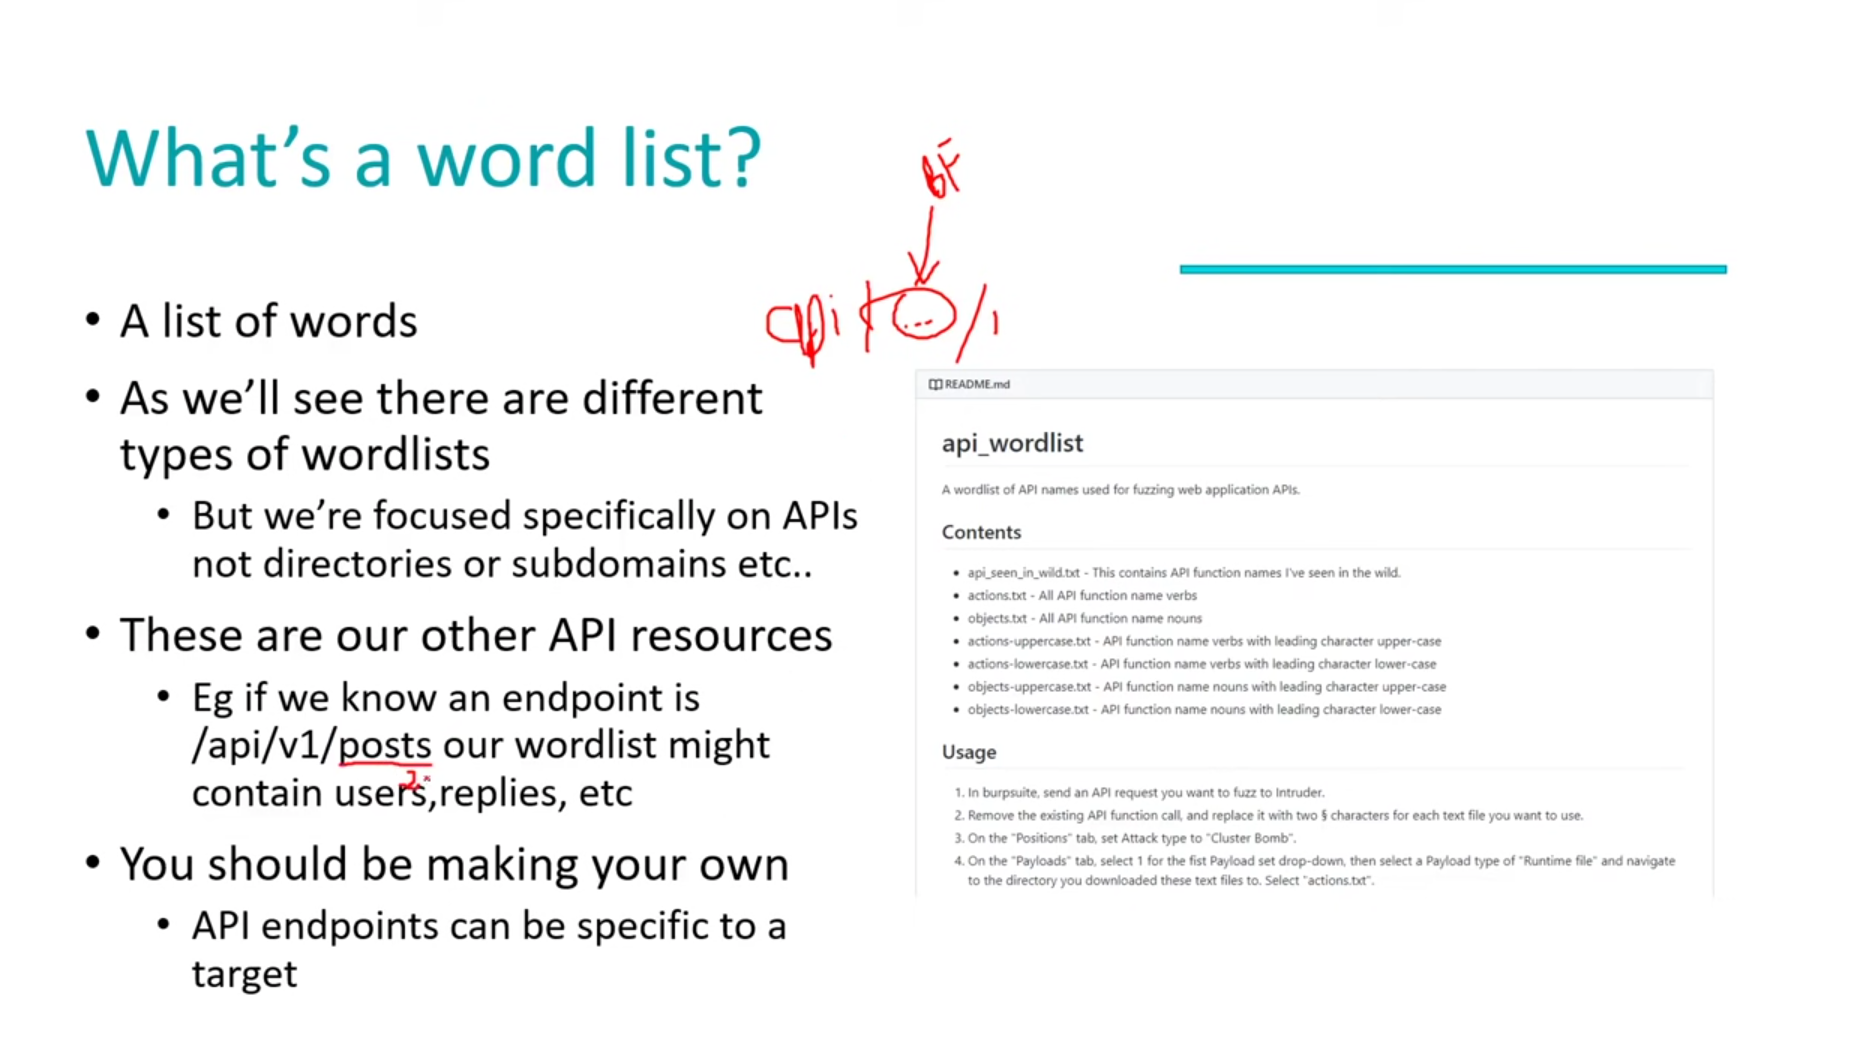 What's a word list?
BF
api / ... / 1
• A list of words
• As we'll see there are different
types of wordlists
• But we're focused specifically on APIs
not directories or subdomains etc..
• These are our other API resources
• Eg if we know an endpoint is
/api/v1/posts our wordlist might
2
contain users,replies, etc
• You should be making your own
• API endpoints can be specific to a
target
README.md
api_wordlist
A wordlist of API names used for fuzzing web application APIs.
Contents
• api_seen_in_wild.txt - This contains API function names I've seen in the wild.
• actions.txt - All API function name verbs
• objects.txt - All API function name nouns
• actions-uppercase.txt - API function name verbs with leading character upper-case
• actions-lowercase.txt - API function name verbs with leading character lower-case
• objects-uppercase.txt - API function name nouns with leading character upper-case
• objects-lowercase.txt - API function name nouns with leading character lower-case
Usage
1. In burpsuite, send an API request you want to fuzz to Intruder.
2. Remove the existing API function call, and replace it with two § characters for each text file you want to use.
3. On the "Positions" tab, set Attack type to "Cluster Bomb".
4. On the "Payloads" tab, select 1 for the fist Payload set drop-down, then select a Payload type of "Runtime file" and navigate
to the directory you downloaded these text files to. Select "actions.txt".